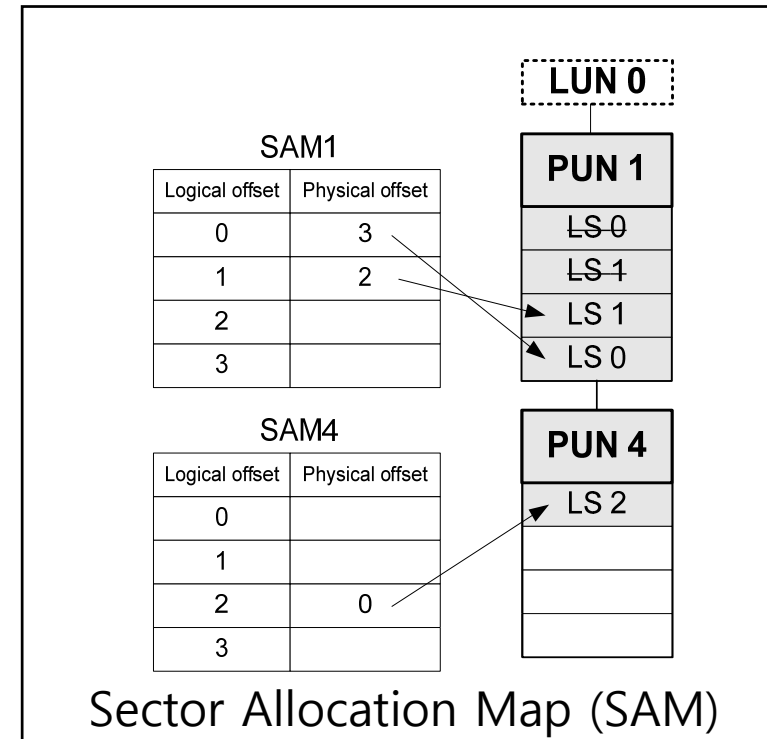 LUN 0
SAM1
Logical offset Physical offset
0 3
1 2
2
3
PUN 1
LS 0
LS 1
LS 1
LS 0
SAM4
Logical offset Physical offset
0
1
2 0
3
PUN 4
LS 2
Sector Allocation Map (SAM)